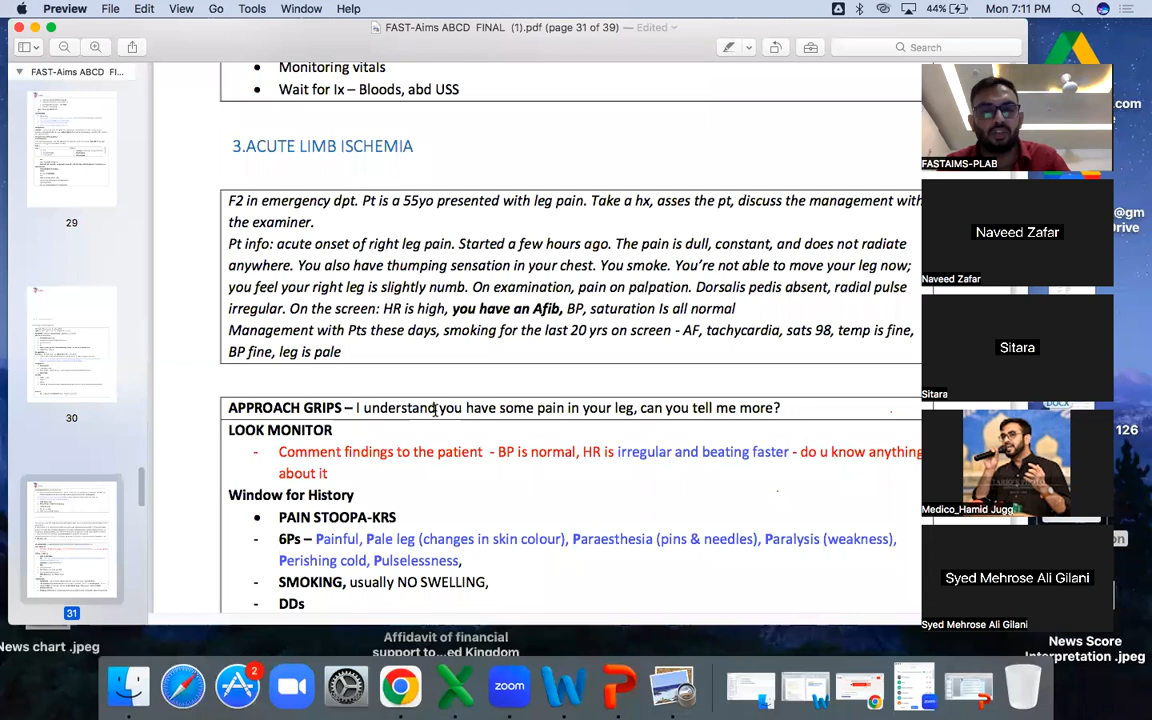 Preview File Edit View Go Tools Window Help
44% Mon 7:11 PM
FAST-Aims ABCD FINAL (1).pdf (page 31 of 39) — Edited
Search
FAST-Aims ABCD FI...
29
30
31
Monitoring vitals
Wait for Ix – Bloods, abd USS
3.ACUTE LIMB ISCHEMIA
F2 in emergency dpt. Pt is a 55yo presented with leg pain. Take a hx, asses the pt, discuss the management with
the examiner.
Pt info: acute onset of right leg pain. Started a few hours ago. The pain is dull, constant, and does not radiate
anywhere. You also have thumping sensation in your chest. You smoke. You're not able to move your leg now;
you feel your right leg is slightly numb. On examination, pain on palpation. Dorsalis pedis absent, radial pulse
irregular. On the screen: HR is high, you have an Afib, BP, saturation Is all normal
Management with Pts these days, smoking for the last 20 yrs on screen - AF, tachycardia, sats 98, temp is fine,
BP fine, leg is pale
APPROACH GRIPS – I understand you have some pain in your leg, can you tell me more?
LOOK MONITOR
- Comment findings to the patient - BP is normal, HR is irregular and beating faster - do u know anything
about it
Window for History
PAIN STOOPA-KRS
- 6Ps – Painful, Pale leg (changes in skin colour), Paraesthesia (pins & needles), Paralysis (weakness),
Perishing cold, Pulselessness,
- SMOKING, usually NO SWELLING,
- DDs
FASTAIMS-PLAB
Naveed Zafar
Naveed Zafar
Sitara
Sitara
Medico_Hamid Jugg
Syed Mehrose Ali Gilani
Syed Mehrose Ali Gilani
.com
@gm
Drive
DOCX
126
on
News chart .jpeg
Affidavit of financial
support to...ed Kingdom
News Score
Interpretation .jpeg
2
zoom